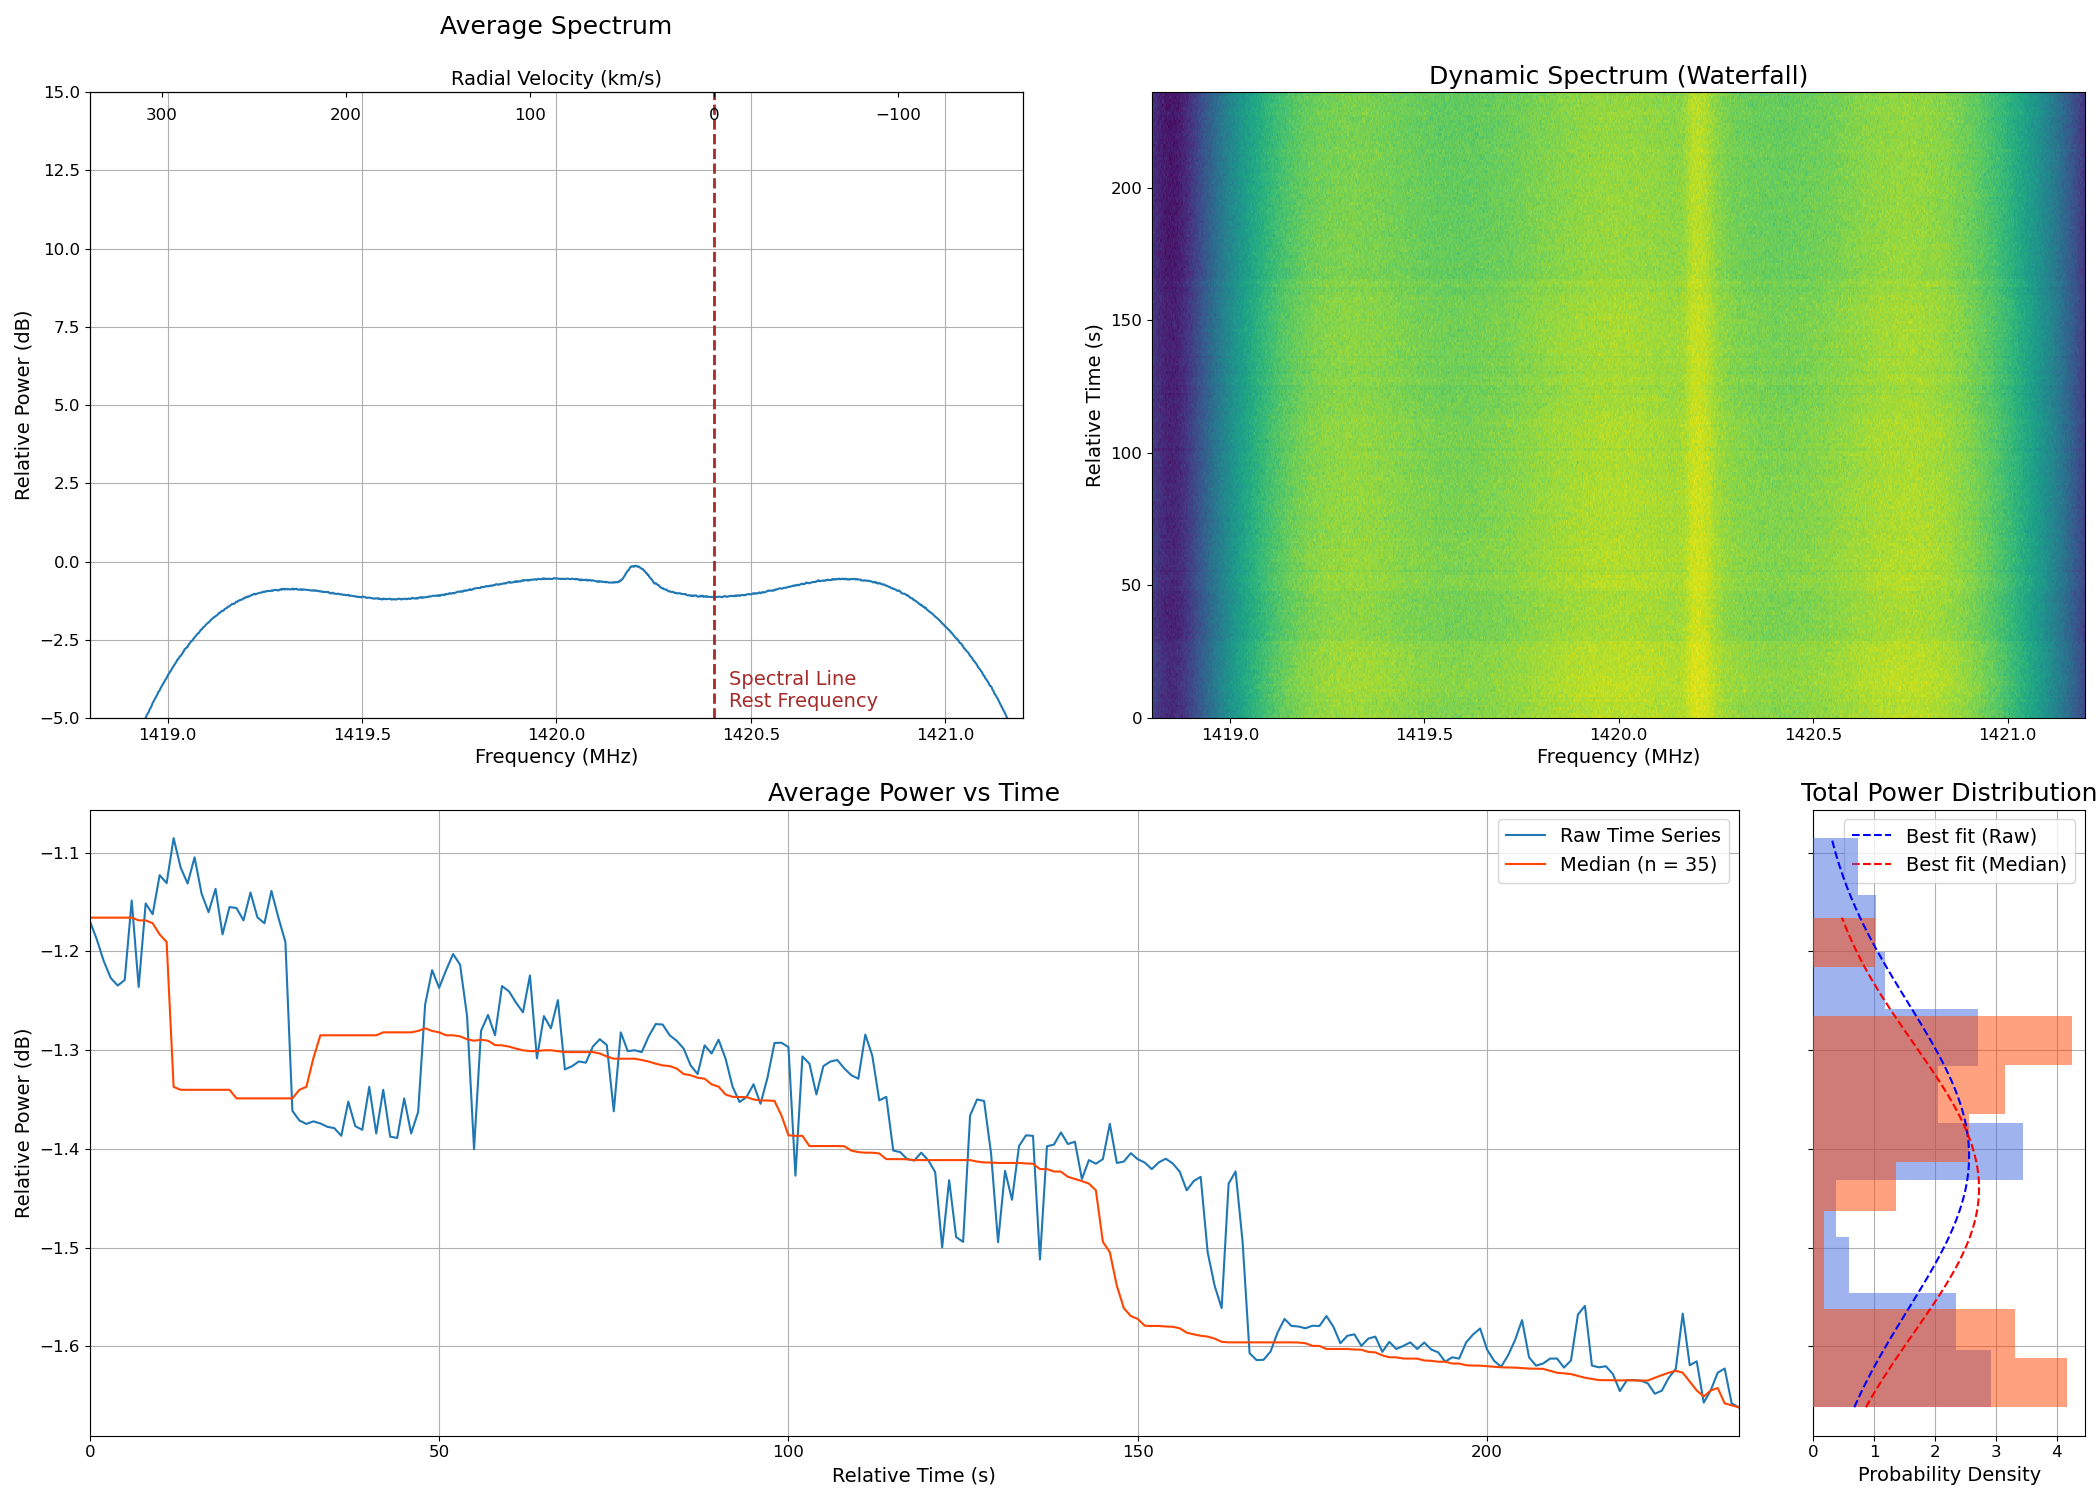 Average Spectrum
Radial Velocity (km/s)
300 200 100 0 −100
15.0
12.5
10.0
7.5
5.0
2.5
0.0
−2.5
−5.0
Relative Power (dB)
Spectral Line
Rest Frequency
1419.0 1419.5 1420.0 1420.5 1421.0
Frequency (MHz)
Dynamic Spectrum (Waterfall)
200
150
100
50
0
Relative Time (s)
1419.0 1419.5 1420.0 1420.5 1421.0
Frequency (MHz)
Average Power vs Time
Raw Time Series
Median (n = 35)
−1.1
−1.2
−1.3
−1.4
−1.5
−1.6
Relative Power (dB)
0 50 100 150 200
Relative Time (s)
Total Power Distribution
Best fit (Raw)
Best fit (Median)
0 1 2 3 4
Probability Density